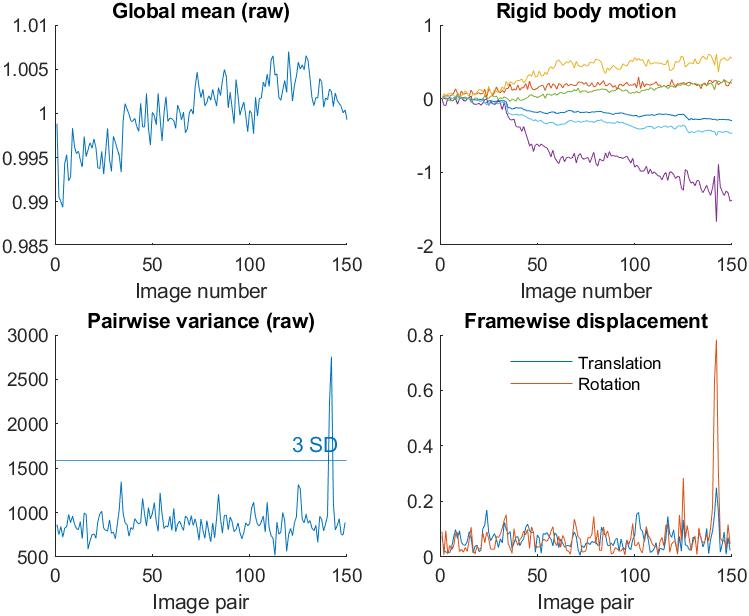 Global mean (raw)
1.01
1.005
1
0.995
0.99
0.985
0 50 100 150
Image number
Rigid body motion
1
0
-1
-2
0 50 100 150
Image number
Pairwise variance (raw)
3000
2500
2000
1500
1000
500
3 SD
0 50 100 150
Image pair
Framewise displacement
0.8
0.6
0.4
0.2
0
Translation
Rotation
0 50 100 150
Image pair